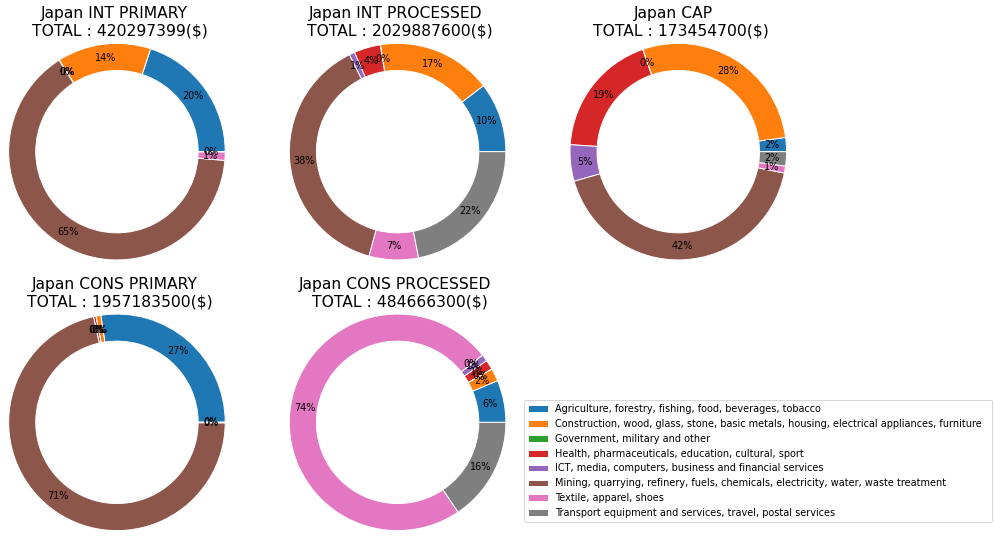 Japan INT PRIMARY
TOTAL : 420297399($)
20%
14%
0%
65%
1%
0%
Japan INT PROCESSED
TOTAL : 2029887600($)
10%
17%
0%
4%
1%
38%
7%
22%
Japan CAP
TOTAL : 173454700($)
2%
28%
0%
19%
5%
42%
1%
2%
Japan CONS PRIMARY
TOTAL : 1957183500($)
27%
71%
0%
Japan CONS PROCESSED
TOTAL : 484666300($)
6%
2%
0%
74%
16%
Agriculture, forestry, fishing, food, beverages, tobacco
Construction, wood, glass, stone, basic metals, housing, electrical appliances, furniture
Government, military and other
Health, pharmaceuticals, education, cultural, sport
ICT, media, computers, business and financial services
Mining, quarrying, refinery, fuels, chemicals, electricity, water, waste treatment
Textile, apparel, shoes
Transport equipment and services, travel, postal services